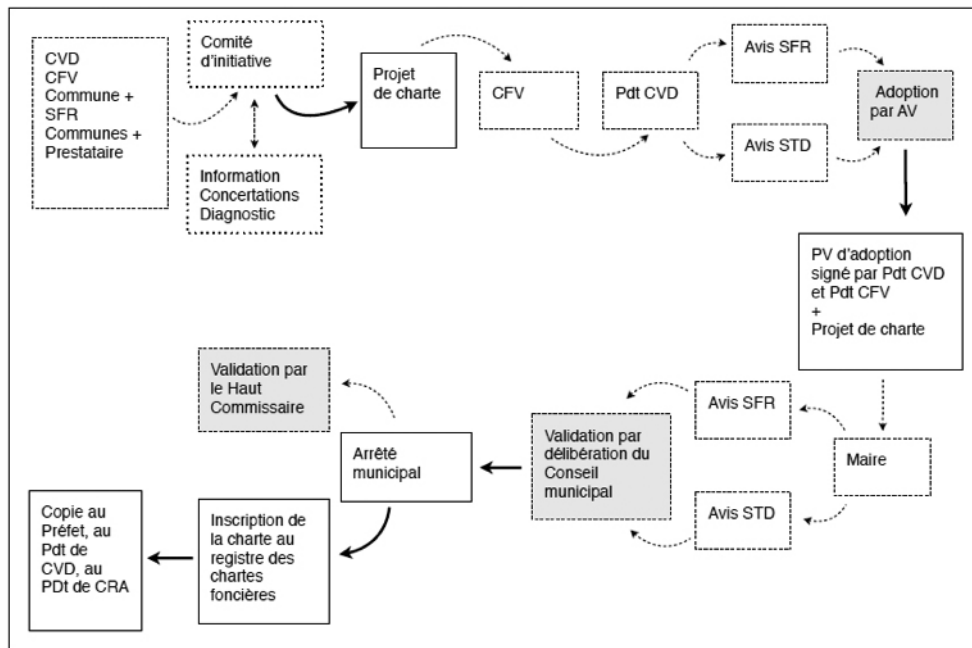 CVD
CFV
Commune +
SFR
Communes +
Prestataire
Comité
d'initiative
Information
Concertations
Diagnostic
Projet
de charte
CFV
Pdt CVD
Avis SFR
Avis STD
Adoption
par AV
PV d'adoption
signé par Pdt CVD
et Pdt CFV
+
Projet de charte
Maire
Avis SFR
Avis STD
Validation par
délibération du
Conseil
municipal
Arrêté
municipal
Validation par
le Haut
Commissaire
Inscription de
la charte au
registre des
chartes
foncières
Copie au
Préfet, au
Pdt de
CVD, au
PDt de CRA